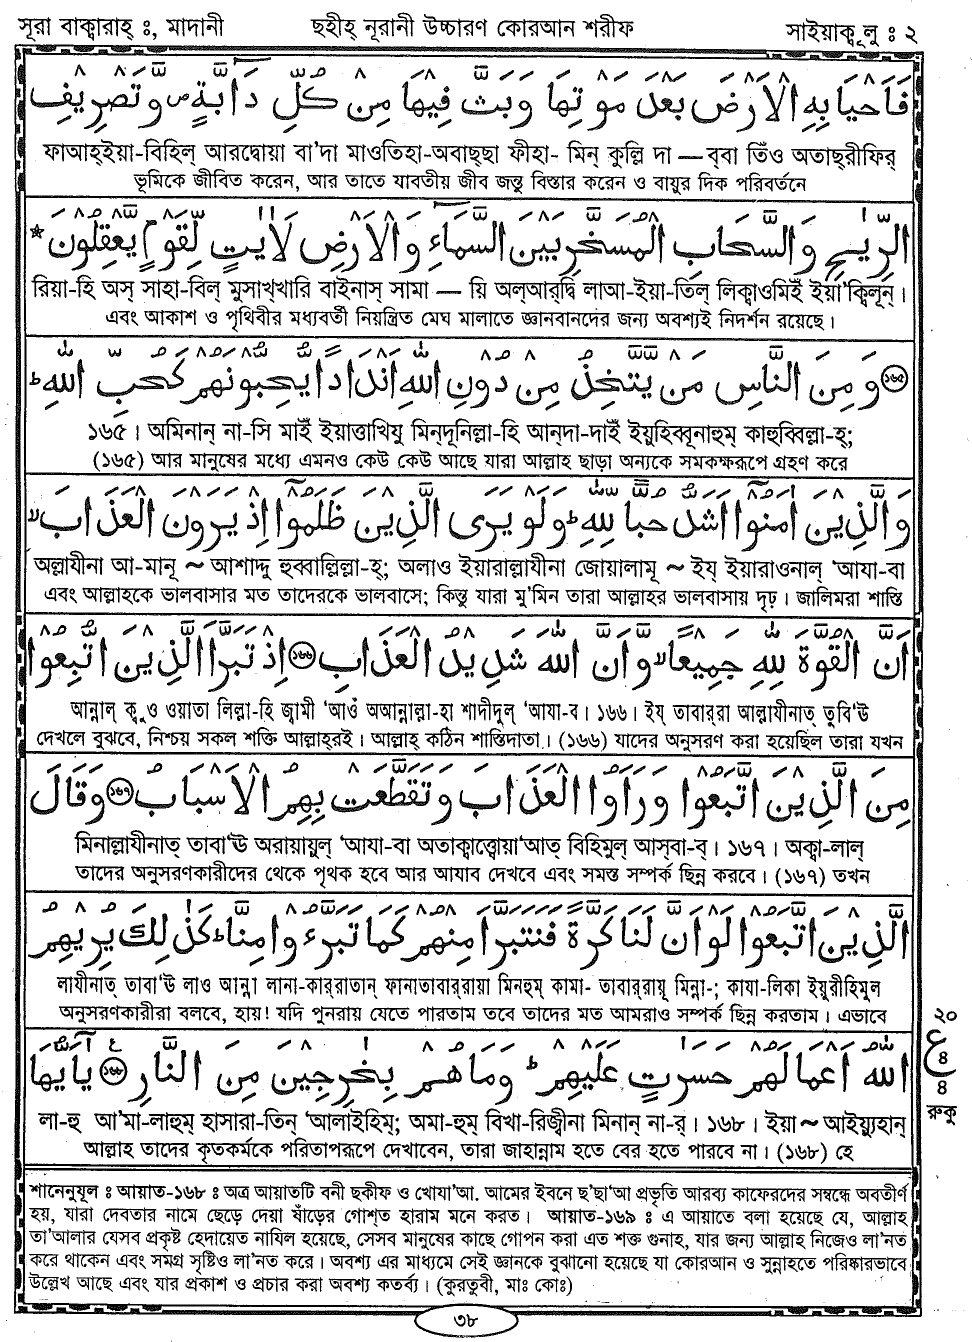 সূরা বাক্বারাহ্ ঃ, মাদানী ছহীহ্ নূরানী উচ্চারণ কোরআন শরীফ সাইয়াক্বূলু ঃ ২
فَاَحْيَا بِهِ الْاَرْضَ بَعْدَ مَوْتِهَا وَبَثَّ فِيْهَا مِنْ كُلِّ دَآبَّةٍ ص وَّتَصْرِيْفِ
ফাআহ্ইয়া-বিহিল্ আরদ্বোয়া বা'দা মাওতিহা-অবাছ্ছা ফীহা- মিন্ কুল্লি দা — ব্বা তিঁও অতাছ্রীফির্
ভূমিকে জীবিত করেন, আর তাতে যাবতীয় জীব জন্তু বিস্তার করেন ও বায়ুর দিক পরিবর্তনে
الرِّيٰحِ وَالسَّحَابِ الْمُسَخَّرِ بَيْنَ السَّمَآءِ وَالْاَرْضِ لَاٰيٰتٍ لِّقَوْمٍ يَّعْقِلُوْنَ *
রিয়া-হি অস্ সাহা-বিল্ মুসাখ্খারি বাইনাস্ সামা — য়ি অল্আরদ্বি লাআ-ইয়া-তিল্ লিক্বাওমিইঁ ইয়া'ক্বিলূন্।
এবং আকাশ ও পৃথিবীর মধ্যবর্তী নিয়ন্ত্রিত মেঘ মালাতে জ্ঞানবানদের জন্য অবশ্যই নিদর্শন রয়েছে।
১৬৫ وَمِنَ النَّاسِ مَنْ يَّتَّخِذُ مِنْ دُوْنِ اللّٰهِ اَنْدَادًا يُّحِبُّوْنَهُمْ كَحُبِّ اللّٰهِ ط
১৬৫। অমিনান্ না-সি মাইঁ ইয়াত্তাখিযু মিন্দূনিল্লা-হি আন্দা-দাইঁ ইয়ুহিব্বূনাহুম্ কাহুব্বিল্লা-হ্;
(১৬৫) আর মানুষের মধ্যে এমনও কেউ কেউ আছে যারা আল্লাহ ছাড়া অন্যকে সমকক্ষরূপে গ্রহণ করে
وَالَّذِيْنَ اٰمَنُوْٓا اَشَدُّ حُبًّا لِّلّٰهِ ط وَلَوْ يَرَى الَّذِيْنَ ظَلَمُوْٓا اِذْ يَرَوْنَ الْعَذَابَ لا
অল্লাযীনা আ-মানূ ~ আশাদ্দু হুব্বাল্লিল্লা-হ্; অলাও ইয়ারাল্লাযীনা জোয়ালামূ ~ ইয্ ইয়ারাওনাল্ 'আযা-বা
এবং আল্লাহকে ভালবাসার মত তাদেরকে ভালবাসে; কিন্তু যারা মু'মিন তারা আল্লাহর ভালবাসায় দৃঢ়। জালিমরা শাস্তি
اَنَّ الْقُوَّةَ لِلّٰهِ جَمِيْعًا لا وَّاَنَّ اللّٰهَ شَدِيْدُ الْعَذَابِ ১৬৬ اِذْ تَبَرَّاَ الَّذِيْنَ اتُّبِعُوْا
আন্নাল্ ক্বূও ওয়াতা লিল্লা-হি জ্বামী 'আওঁ অআন্নাল্লা-হা শাদীদুল্ 'আযা-ব। ১৬৬। ইয্ তাবার্রা আল্লাযীনাত্ তুবি'ঊ
দেখলে বুঝবে, নিশ্চয় সকল শক্তি আল্লাহ্রই। আল্লাহ্ কঠিন শাস্তিদাতা। (১৬৬) যাদের অনুসরণ করা হয়েছিল তারা যখন
مِنَ الَّذِيْنَ اتَّبَعُوْا وَرَاَوُا الْعَذَابَ وَتَقَطَّعَتْ بِهِمُ الْاَسْبَابُ ১৬৭ وَقَالَ
মিনাল্লাযীনাত্ তাবা'ঊ অরায়ায়ুল্ 'আযা-বা অতাক্বাত্ত্বোয়া'আত্ বিহিমুল্ আস্বা-ব্। ১৬৭। অক্বা-লাল্
তাদের অনুসরণকারীদের থেকে পৃথক হবে আর আযাব দেখবে এবং সমস্ত সম্পর্ক ছিন্ন করবে। (১৬৭) তখন
الَّذِيْنَ اتَّبَعُوْا لَوْ اَنَّ لَنَا كَرَّةً فَنَتَبَرَّاَ مِنْهُمْ كَمَا تَبَرَّءُوْا مِنَّا ط كَذٰلِكَ يُرِيْهِمُ
লাযীনাত্ তাবা'ঊ লাও আন্না লানা-কার্রাতান্ ফানাতাবার্রায়া মিনহুম্ কামা- তাবার্রায়ূ মিন্না-; কাযা-লিকা ইয়ুরীহিমুল
অনুসরণকারীরা বলবে, হায়! যদি পুনরায় যেতে পারতাম তবে তাদের মত আমরাও সম্পর্ক ছিন্ন করতাম। এভাবে
اللّٰهُ اَعْمَالَهُمْ حَسَرٰتٍ عَلَيْهِمْ ط وَمَا هُمْ بِخٰرِجِيْنَ مِنَ النَّارِ ع ১৬৮ يٰٓاَيُّهَا
লা-হু আ'মা-লাহুম্ হাসারা-তিন্ 'আলাইহিম্; অমা-হুম্ বিখা-রিজ্বীনা মিনান্ না-র্। ১৬৮। ইয়া ~ আইয়্যুহান্
আল্লাহ তাদের কৃতকর্মকে পরিতাপরূপে দেখাবেন, তারা জাহান্নাম হতে বের হতে পারবে না। (১৬৮) হে
২০
ع
৪
৪
রুকু
শানেনুযূল ঃ আয়াত-১৬৮ ঃ অত্র আয়াতটি বনী ছকীফ ও খোযা'আ. আমের ইবনে ছ'ছা'আ প্রভৃতি আরব্য কাফেরদের সম্বন্ধে অবতীর্ণ
হয়, যারা দেবতার নামে ছেড়ে দেয়া ষাঁড়ের গোশ্ত হারাম মনে করত। আয়াত-১৬৯ ঃ এ আয়াতে বলা হয়েছে যে, আল্লাহ
তা'আলার যেসব প্রকৃষ্ট হেদায়েত নাযিল হয়েছে, সেসব মানুষের কাছে গোপন করা এত শক্ত গুনাহ, যার জন্য আল্লাহ নিজেও লা'নত
করে থাকেন এবং সমগ্র সৃষ্টিও লা'নত করে। অবশ্য এর মাধ্যমে সেই জ্ঞানকে বুঝানো হয়েছে যা কোরআন ও সুন্নাহতে পরিষ্কারভাবে
উল্লেখ আছে এবং যার প্রকাশ ও প্রচার করা অবশ্য কতর্ব্য। (কুরতুবী, মাঃ কোঃ)
৩৮